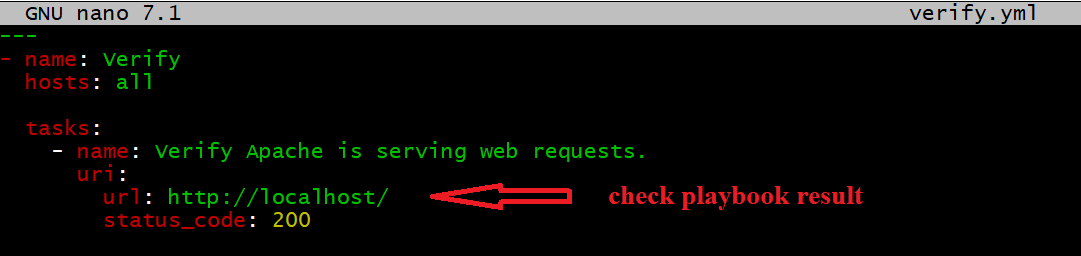 GNU nano 7.1 verify.yml
---
- name: Verify
  hosts: all
  tasks:
    - name: Verify Apache is serving web requests.
      uri:
        url: http://localhost/ check playbook result
        status_code: 200